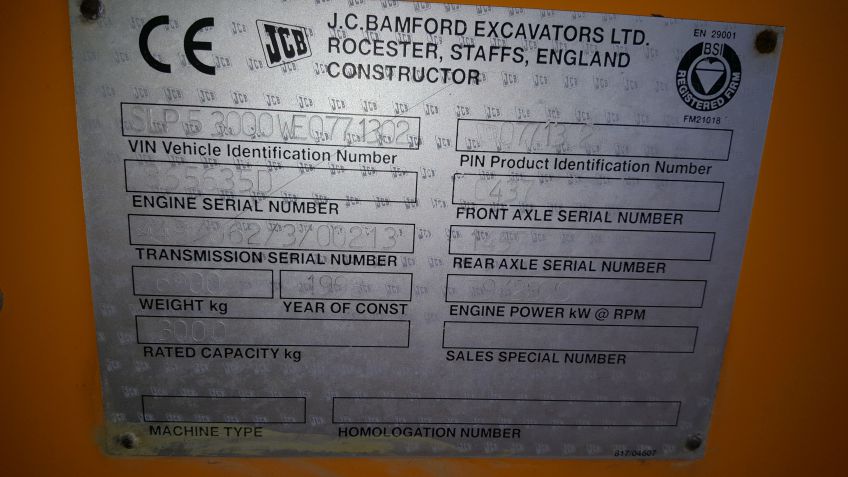 CE JCB J.C.BAMFORD EXCAVATORS LTD.
ROCESTER, STAFFS, ENGLAND
CONSTRUCTOR
EN 29001
BSI
REGISTERED FIRM
FM21018
SLP53000WE0771302
VIN Vehicle Identification Number
PIN Product Identification Number
ENGINE SERIAL NUMBER
FRONT AXLE SERIAL NUMBER
TRANSMISSION SERIAL NUMBER
REAR AXLE SERIAL NUMBER
WEIGHT kg
YEAR OF CONST
ENGINE POWER kW @ RPM
3000
RATED CAPACITY kg
SALES SPECIAL NUMBER
MACHINE TYPE
HOMOLOGATION NUMBER
817/04607